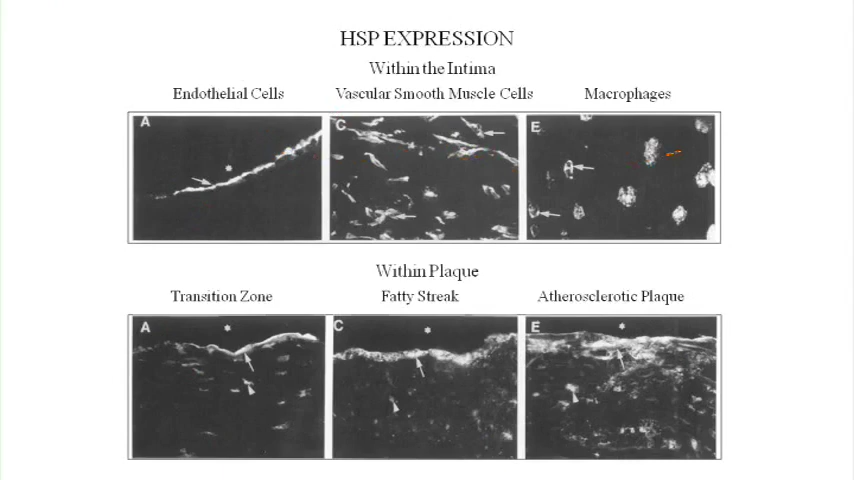 HSP EXPRESSION
Within the Intima
Endothelial Cells Vascular Smooth Muscle Cells Macrophages
A C E
Within Plaque
Transition Zone Fatty Streak Atherosclerotic Plaque
A C E